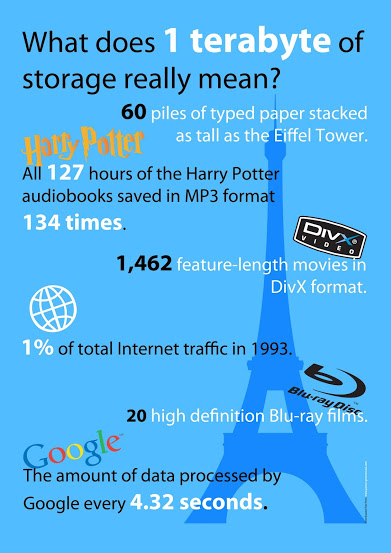 What does 1 terabyte of
storage really mean?
60 piles of typed paper stacked
as tall as the Eiffel Tower.
Harry Potter
All 127 hours of the Harry Potter
audiobooks saved in MP3 format
134 times.
DivX®
VIDEO
1,462 feature-length movies in
DivX format.
1% of total Internet traffic in 1993.
Blu-ray Disc™
20 high definition Blu-ray films.
Google™
The amount of data processed by
Google every 4.32 seconds.